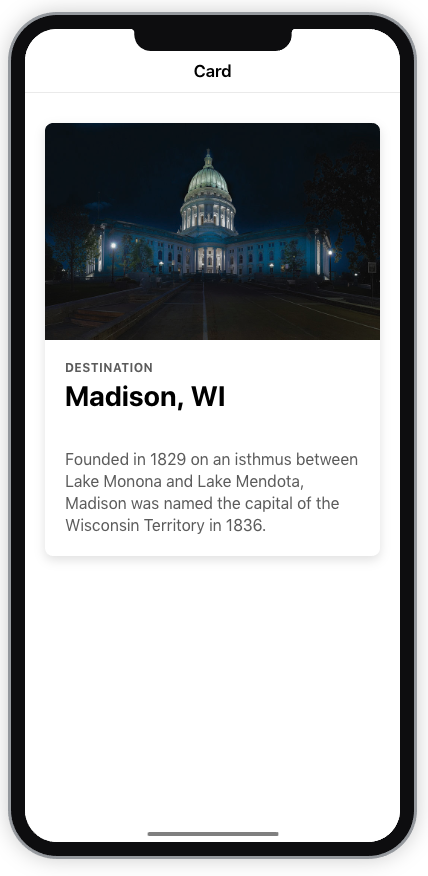 Card
DESTINATION
Madison, WI
Founded in 1829 on an isthmus between
Lake Monona and Lake Mendota,
Madison was named the capital of the
Wisconsin Territory in 1836.